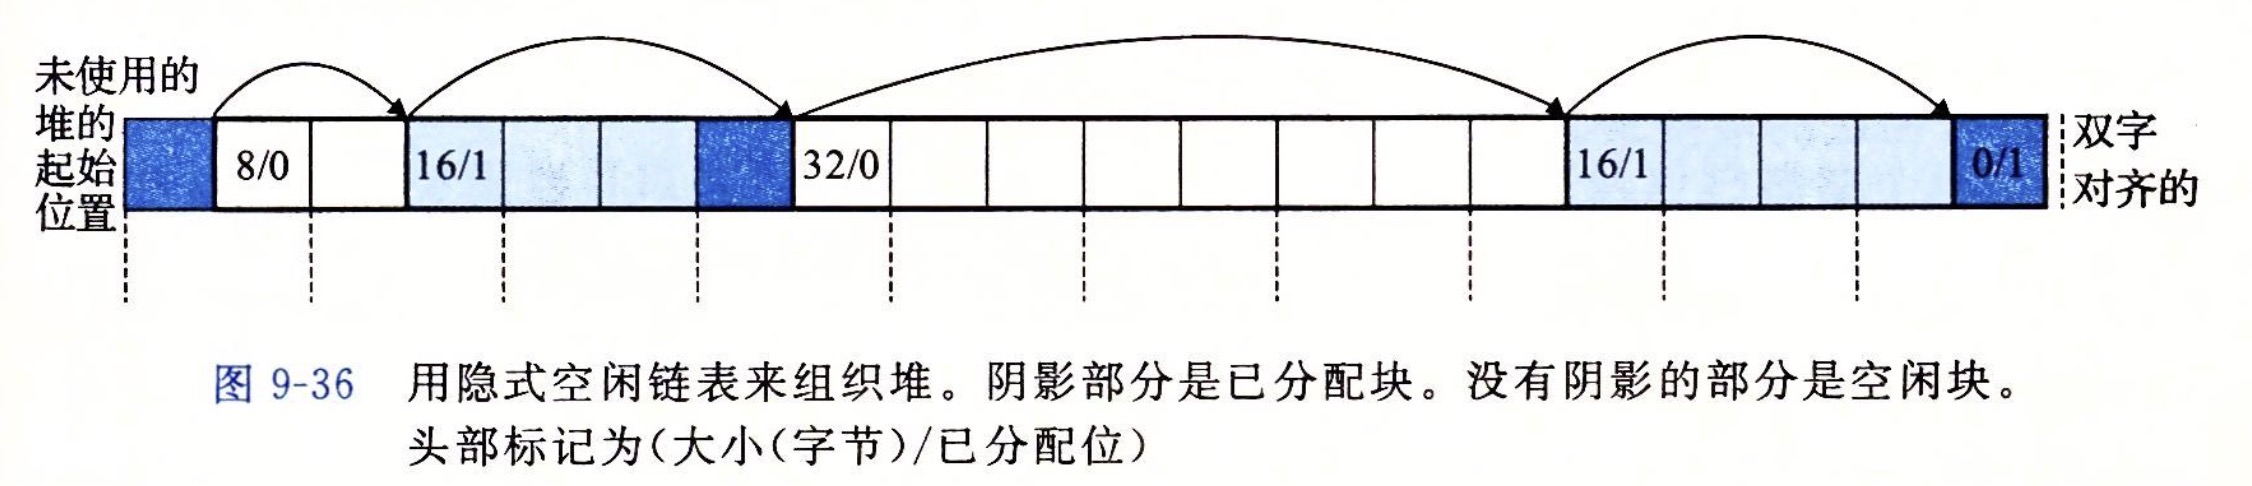 未使用的
堆的
起始
位置
8/0
16/1
32/0
16/1
0/1
双字
对齐的
图 9-36 用隐式空闲链表来组织堆。阴影部分是已分配块。没有阴影的部分是空闲块。
头部标记为(大小(字节)/已分配位)